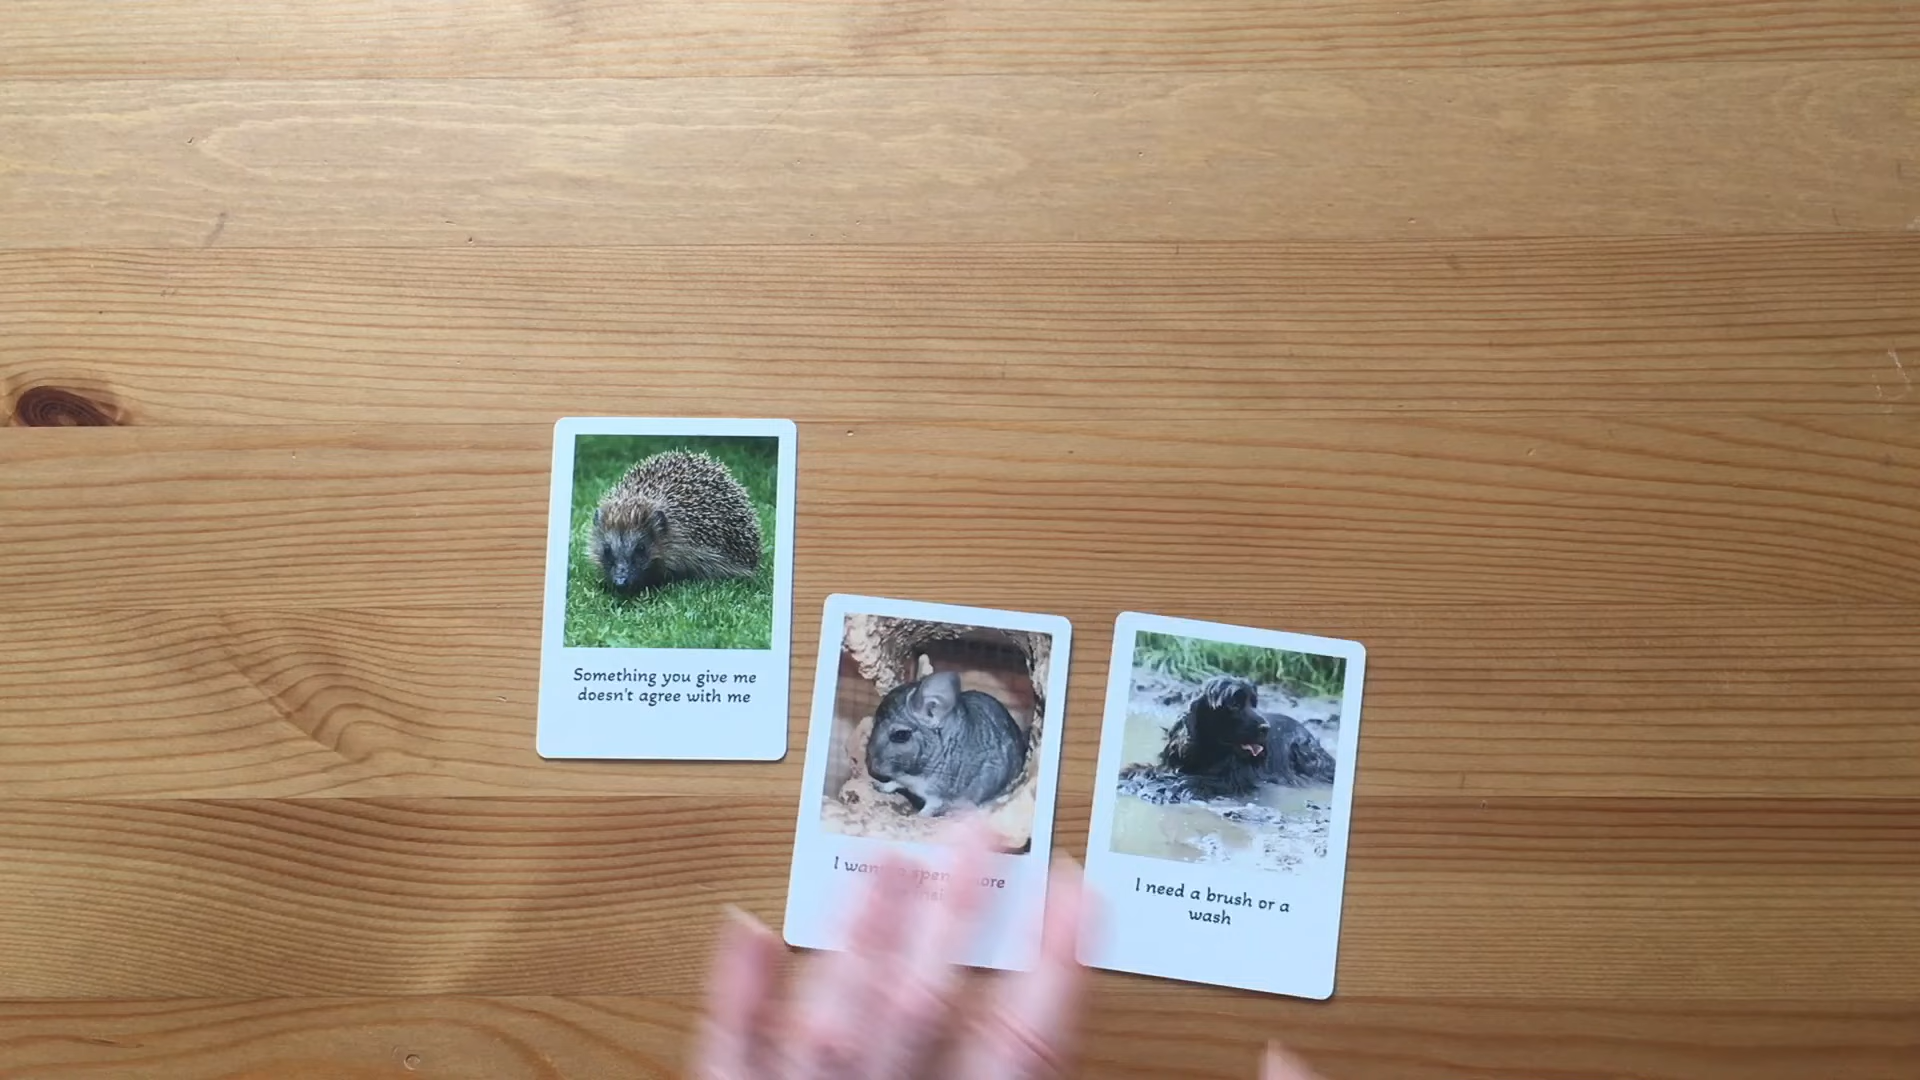 Something you give me
doesn't agree with me
I
I need a brush or a
wash